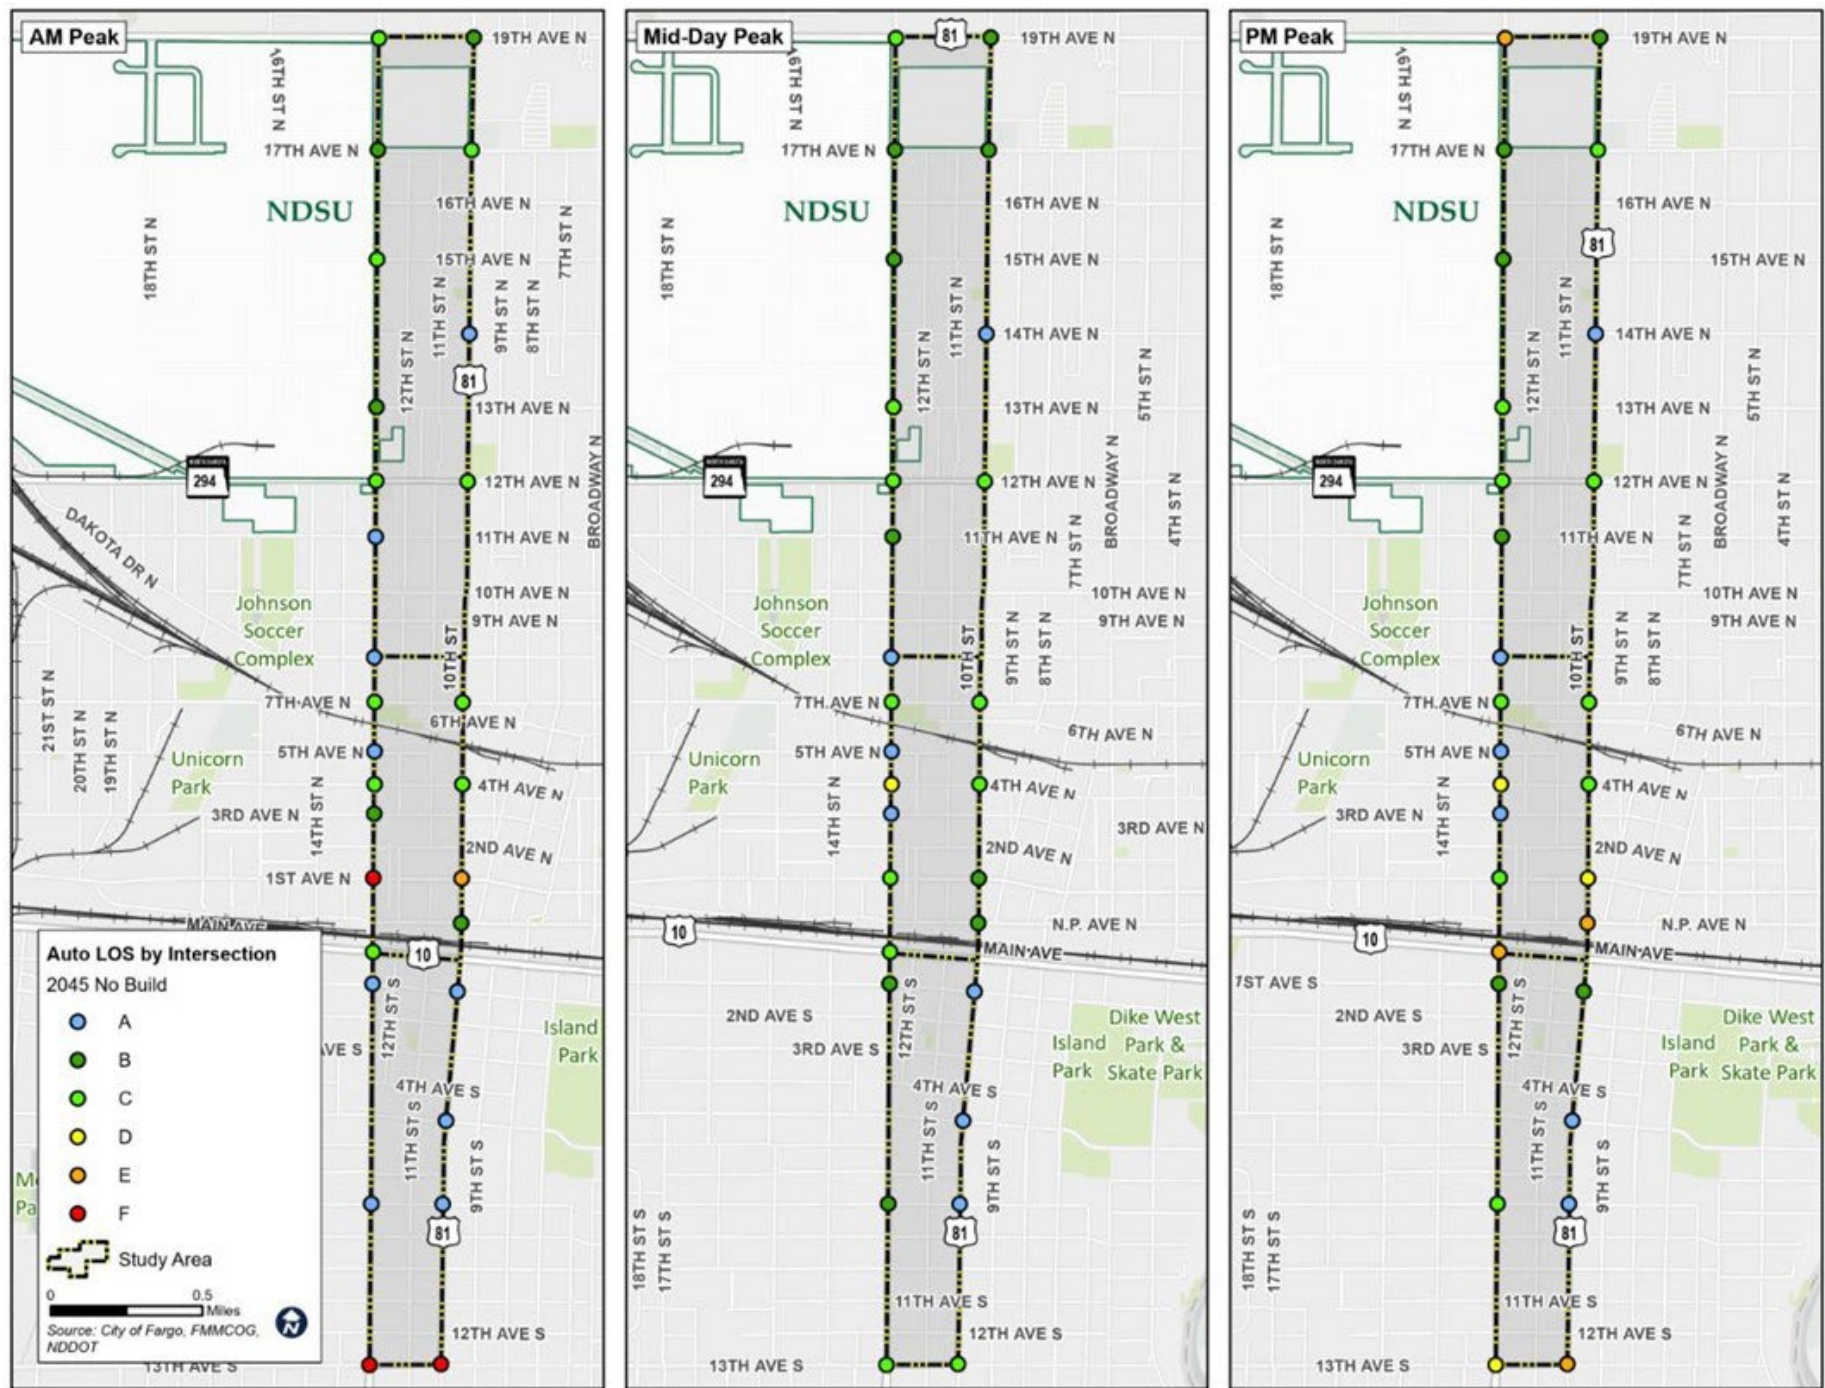 AM Peak
19TH AVE N
16TH ST N
17TH AVE N
NDSU
16TH AVE N
18TH ST N
15TH AVE N
7TH ST N
11TH ST N
9TH ST N
8TH ST N
12TH ST N
81
13TH AVE N
BROADWAY N
NORTH DAKOTA
294
12TH AVE N
DAKOTA DR N
11TH AVE N
10TH AVE N
Johnson
Soccer
Complex
9TH AVE N
10TH ST
21ST ST N
20TH ST N
19TH ST N
7TH AVE N
6TH AVE N
5TH AVE N
Unicorn
Park
14TH ST N
4TH AVE N
3RD AVE N
2ND AVE N
1ST AVE N
MAIN AVE
10
12TH ST S
Island
Park
AVE S
4TH AVE S
11TH ST S
9TH ST S
81
12TH AVE S
13TH AVE S
Auto LOS by Intersection
2045 No Build
A
B
C
D
E
F
Study Area
0 0.5
Miles
N
Source: City of Fargo, FMMCOG,
NDDOT
Mid-Day Peak
81
19TH AVE N
16TH ST N
17TH AVE N
NDSU
16TH AVE N
18TH ST N
15TH AVE N
11TH ST N
14TH AVE N
12TH ST N
5TH ST N
13TH AVE N
BROADWAY N
NORTH DAKOTA
294
12TH AVE N
4TH ST N
11TH AVE N
7TH ST N
10TH AVE N
Johnson
Soccer
Complex
9TH AVE N
10TH ST
9TH ST N
8TH ST N
7TH AVE N
6TH AVE N
5TH AVE N
Unicorn
Park
14TH ST N
4TH AVE N
3RD AVE N
2ND AVE N
N.P. AVE N
10
MAIN AVE
12TH ST S
2ND AVE S
3RD AVE S
Island
Park
Dike West
Park &
Skate Park
4TH AVE S
11TH ST S
9TH ST S
18TH ST S
17TH ST S
81
11TH AVE S
12TH AVE S
13TH AVE S
PM Peak
19TH AVE N
16TH ST N
17TH AVE N
NDSU
16TH AVE N
18TH ST N
81
15TH AVE N
11TH ST N
14TH AVE N
12TH ST N
5TH ST N
13TH AVE N
BROADWAY N
NORTH DAKOTA
294
12TH AVE N
4TH ST N
11TH AVE N
7TH ST N
10TH AVE N
Johnson
Soccer
Complex
9TH AVE N
10TH ST
9TH ST N
8TH ST N
7TH AVE N
6TH AVE N
5TH AVE N
Unicorn
Park
14TH ST N
4TH AVE N
3RD AVE N
2ND AVE N
N.P. AVE N
10
MAIN AVE
1ST AVE S
12TH ST S
2ND AVE S
3RD AVE S
Island
Park
Dike West
Park &
Skate Park
4TH AVE S
11TH ST S
9TH ST S
18TH ST S
17TH ST S
81
11TH AVE S
12TH AVE S
13TH AVE S